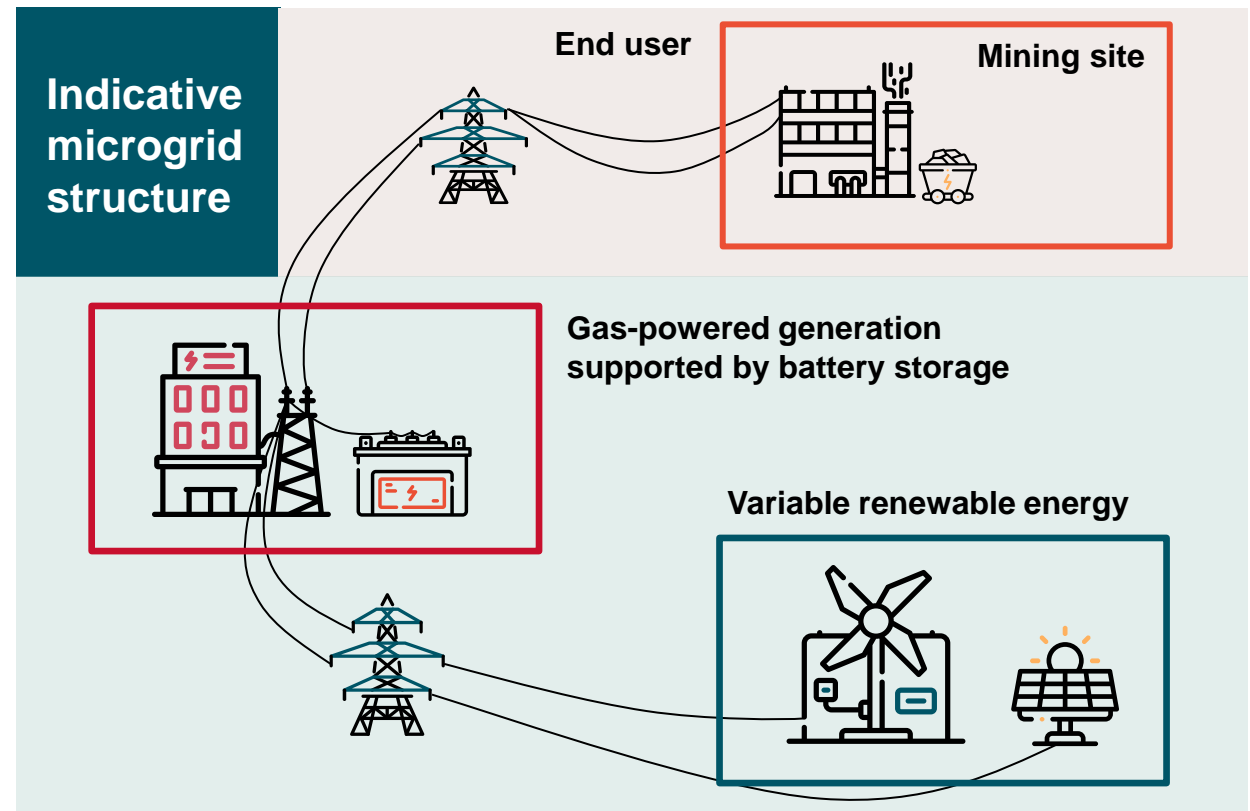 Indicative
microgrid
structure
End user
Mining site
Gas-powered generation
supported by battery storage
Variable renewable energy